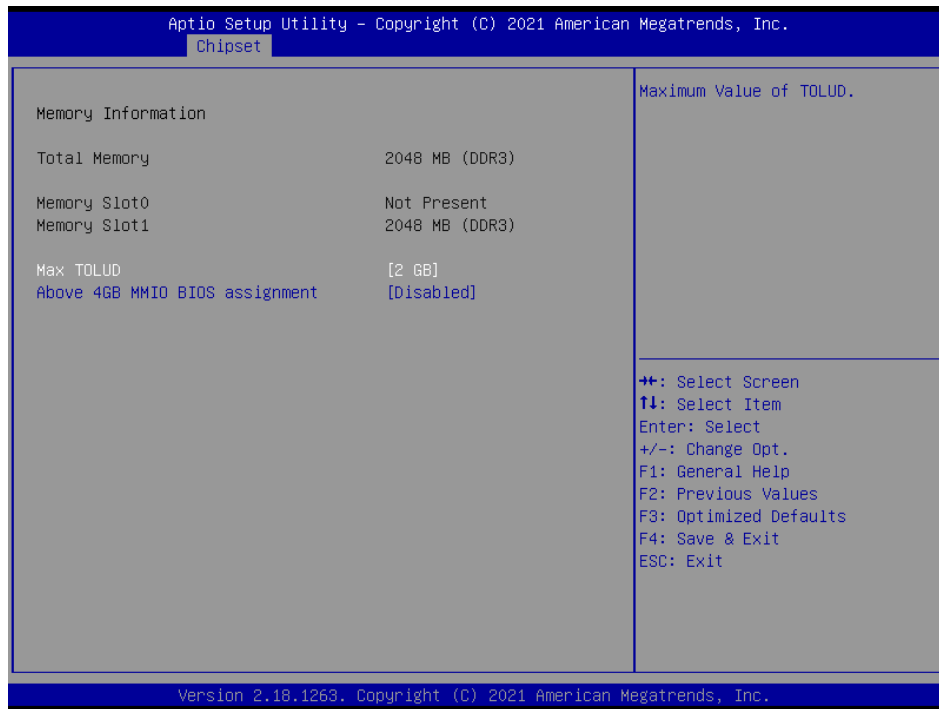 Aptio Setup Utility – Copyright (C) 2021 American Megatrends, Inc.
Chipset
Memory Information
Total Memory 2048 MB (DDR3)
Memory Slot0 Not Present
Memory Slot1 2048 MB (DDR3)
Max TOLUD [2 GB]
Above 4GB MMIO BIOS assignment [Disabled]
Maximum Value of TOLUD.
→←: Select Screen
↑↓: Select Item
Enter: Select
+/-: Change Opt.
F1: General Help
F2: Previous Values
F3: Optimized Defaults
F4: Save & Exit
ESC: Exit
Version 2.18.1263. Copyright (C) 2021 American Megatrends, Inc.